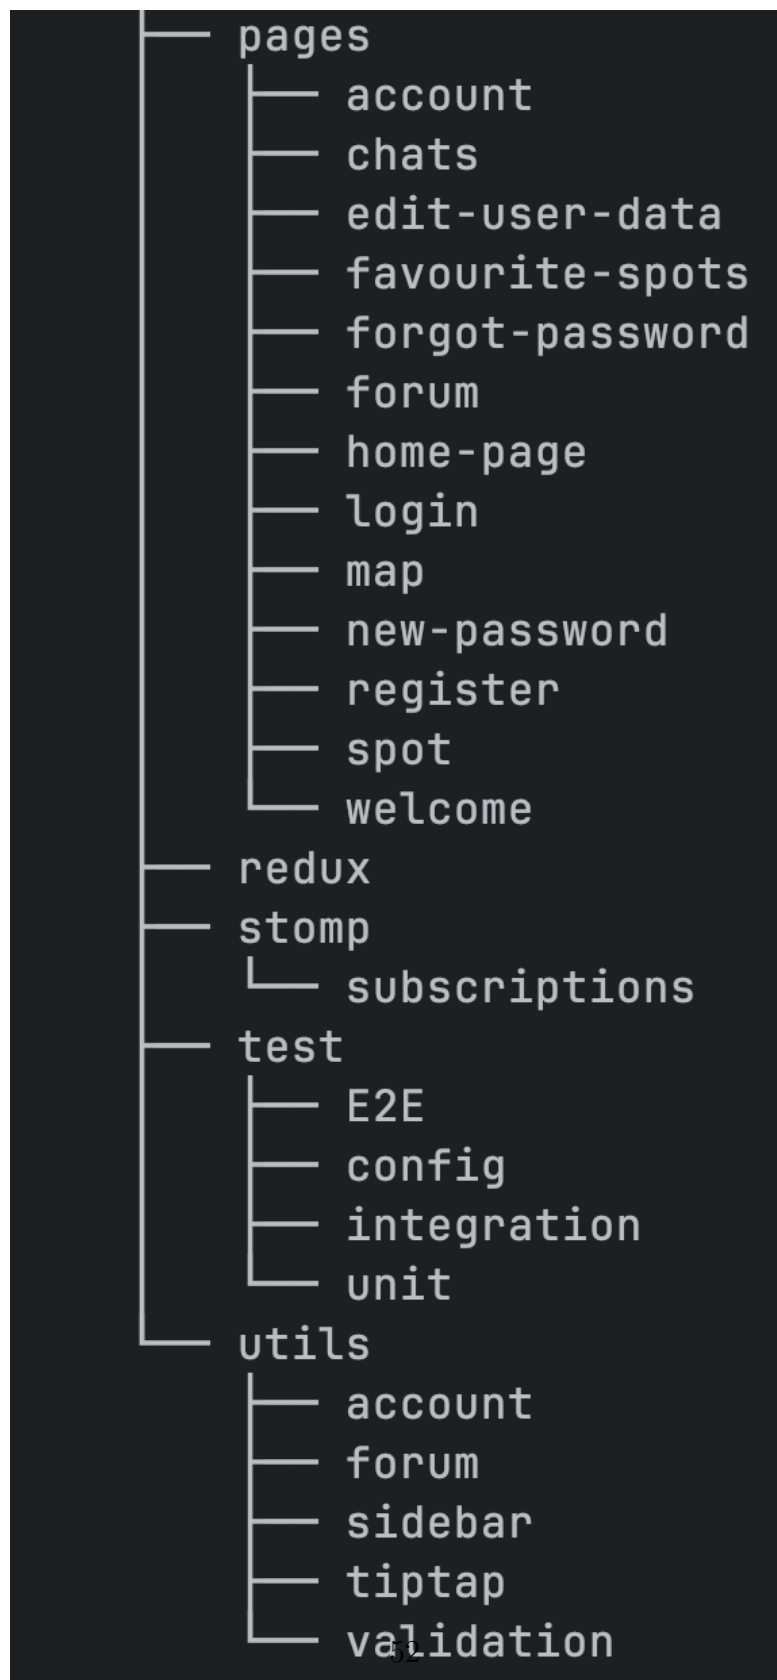 pages
account
chats
edit-user-data
favourite-spots
forgot-password
forum
home-page
login
map
new-password
register
spot
welcome
redux
stomp
subscriptions
test
E2E
config
integration
unit
utils
account
forum
sidebar
tiptap
validation
52